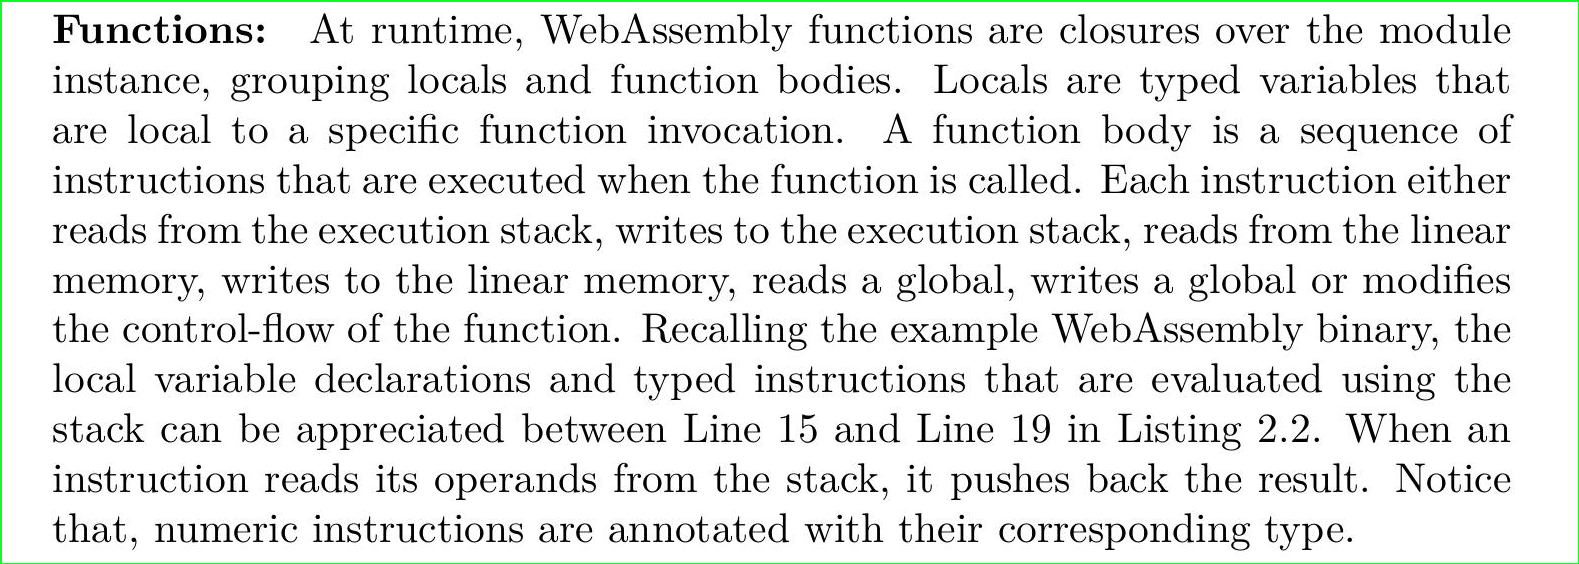 Functions: At runtime, WebAssembly functions are closures over the module
instance, grouping locals and function bodies. Locals are typed variables that
are local to a specific function invocation. A function body is a sequence of
instructions that are executed when the function is called. Each instruction either
reads from the execution stack, writes to the execution stack, reads from the linear
memory, writes to the linear memory, reads a global, writes a global or modifies
the control-flow of the function. Recalling the example WebAssembly binary, the
local variable declarations and typed instructions that are evaluated using the
stack can be appreciated between Line 15 and Line 19 in Listing 2.2. When an
instruction reads its operands from the stack, it pushes back the result. Notice
that, numeric instructions are annotated with their corresponding type.